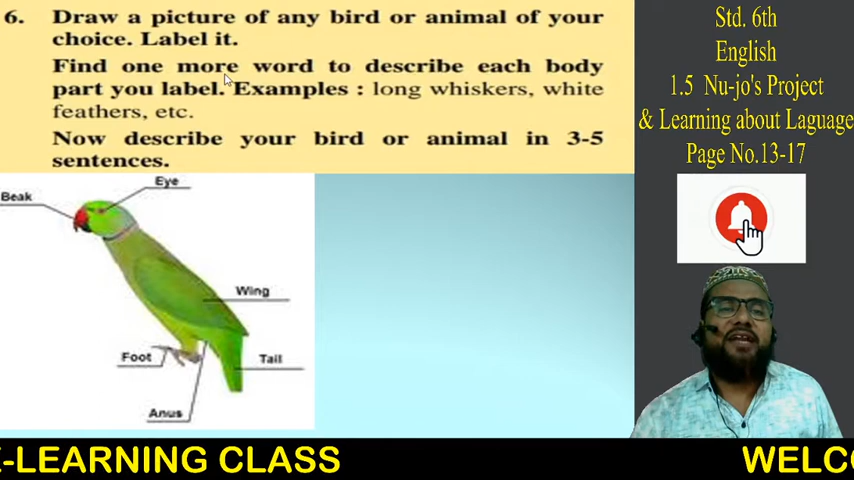 6. Draw a picture of any bird or animal of your
choice. Label it.
Find one more word to describe each body
part you label. Examples : long whiskers, white
feathers, etc.
Now describe your bird or animal in 3-5
sentences.
Eye
Beak
Wing
Foot
Tail
Anus
Std. 6th
English
1.5 Nu-jo's Project
& Learning about Laguage
Page No.13-17
E-LEARNING CLASS
WELCO